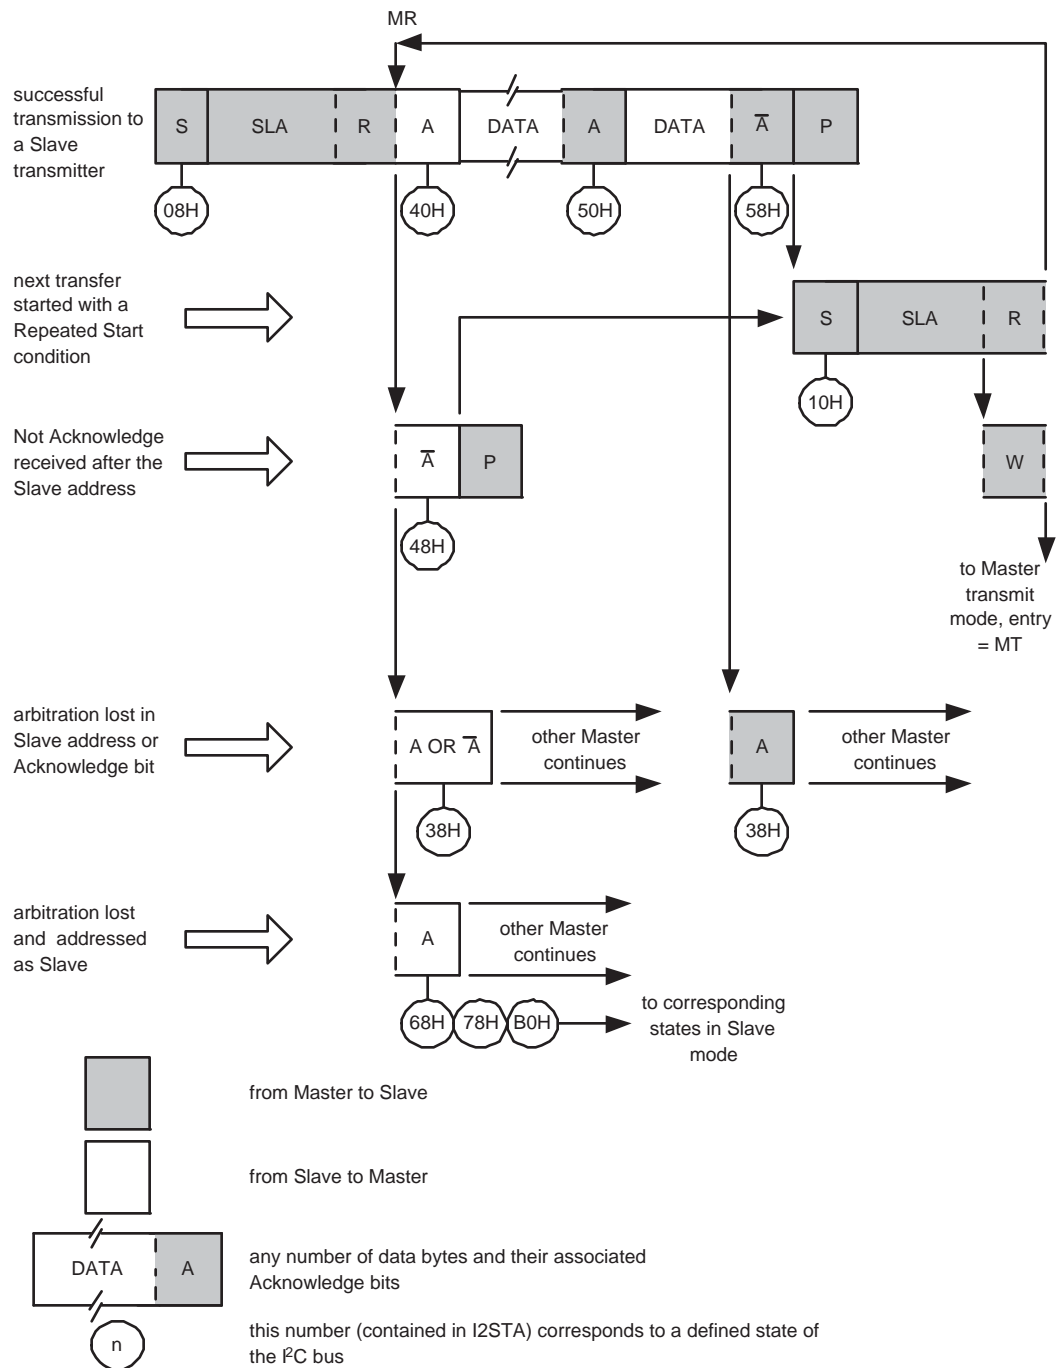 MR
successful
transmission to
a Slave
transmitter
S SLA R A DATA A DATA A̅ P
08H 40H 50H 58H
next transfer
started with a
Repeated Start
condition
S SLA R
10H
Not Acknowledge
received after the
Slave address
A̅ P
W
48H
to Master
transmit
mode, entry
= MT
arbitration lost in
Slave address or
Acknowledge bit
A OR A̅
other Master
continues
A
other Master
continues
38H 38H
arbitration lost
and addressed
as Slave
A
other Master
continues
68H 78H B0H
to corresponding
states in Slave
mode
from Master to Slave
from Slave to Master
DATA A
any number of data bytes and their associated
Acknowledge bits
n
this number (contained in I2STA) corresponds to a defined state of
the I²C bus